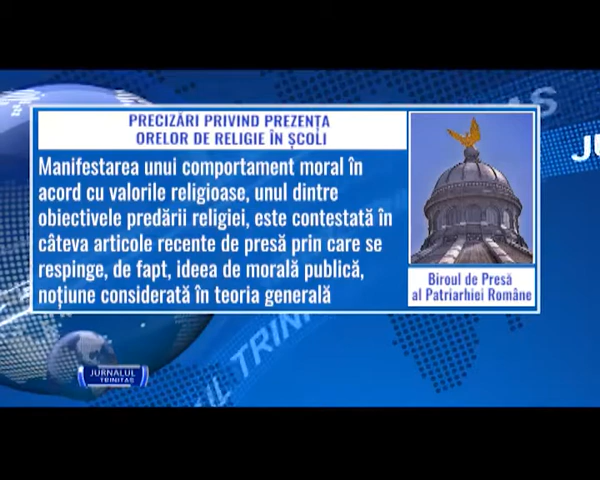 PRECIZĂRI PRIVIND PREZENȚA
ORELOR DE RELIGIE ÎN ȘCOLI
Manifestarea unui comportament moral în
acord cu valorile religioase, unul dintre
obiectivele predării religiei, este contestată în
câteva articole recente de presă prin care se
respinge, de fapt, ideea de morală publică,
noțiune considerată în teoria generală
Biroul de Presă
al Patriarhiei Române
JURNALUL
TRINITAS